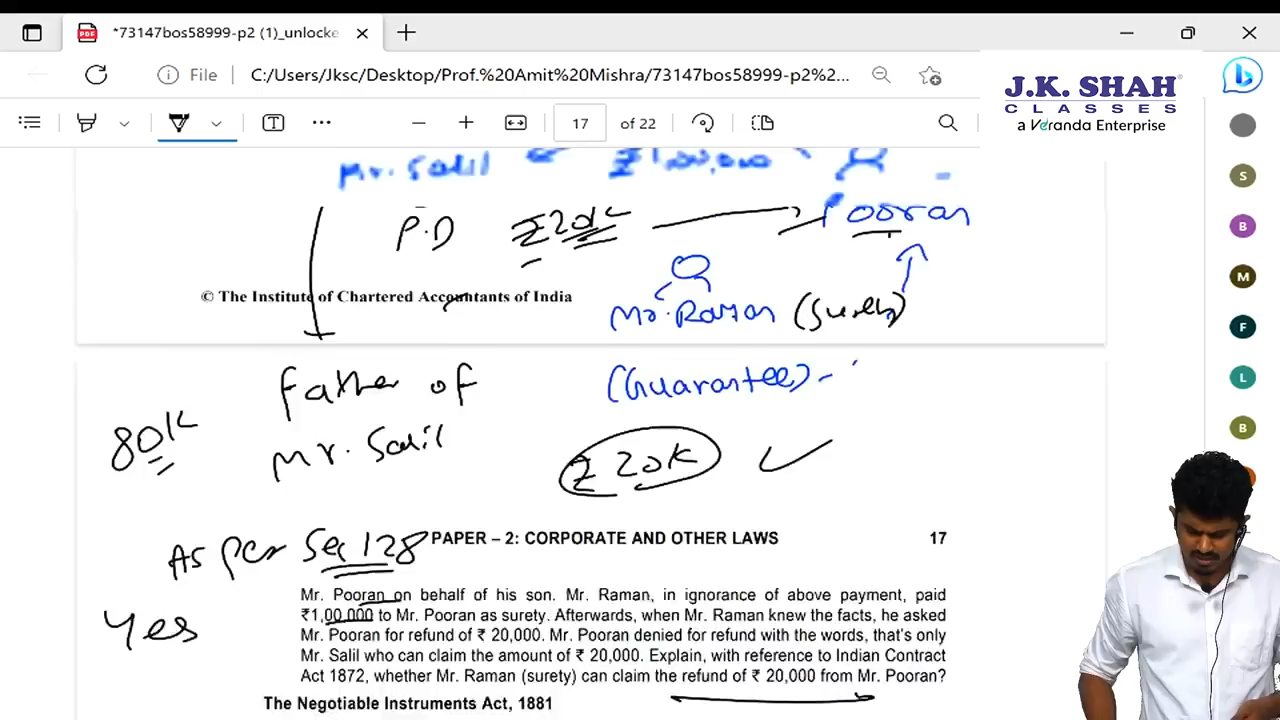 *73147bos58999-p2 (1)_unlocke
File
C:/Users/Jksc/Desktop/Prof.%20Amit%20Mishra/73147bos58999-p2%2...
J.K. SHAH
CLASSES
a Veranda Enterprise
17 of 22
Mr. Salil ₹1,00,000
P.D ₹20K Pooran
© The Institute of Chartered Accountants of India
Mr. Raman (Surety)
Father of
Mr. Salil
(Guarantee)
80K
₹20K
As per Sec 128
PAPER – 2: CORPORATE AND OTHER LAWS 17
Yes
Mr. Pooran on behalf of his son. Mr. Raman, in ignorance of above payment, paid
₹1,00,000 to Mr. Pooran as surety. Afterwards, when Mr. Raman knew the facts, he asked
Mr. Pooran for refund of ₹ 20,000. Mr. Pooran denied for refund with the words, that's only
Mr. Salil who can claim the amount of ₹ 20,000. Explain, with reference to Indian Contract
Act 1872, whether Mr. Raman (surety) can claim the refund of ₹ 20,000 from Mr. Pooran?
The Negotiable Instruments Act, 1881
S
B
M
F
L
B